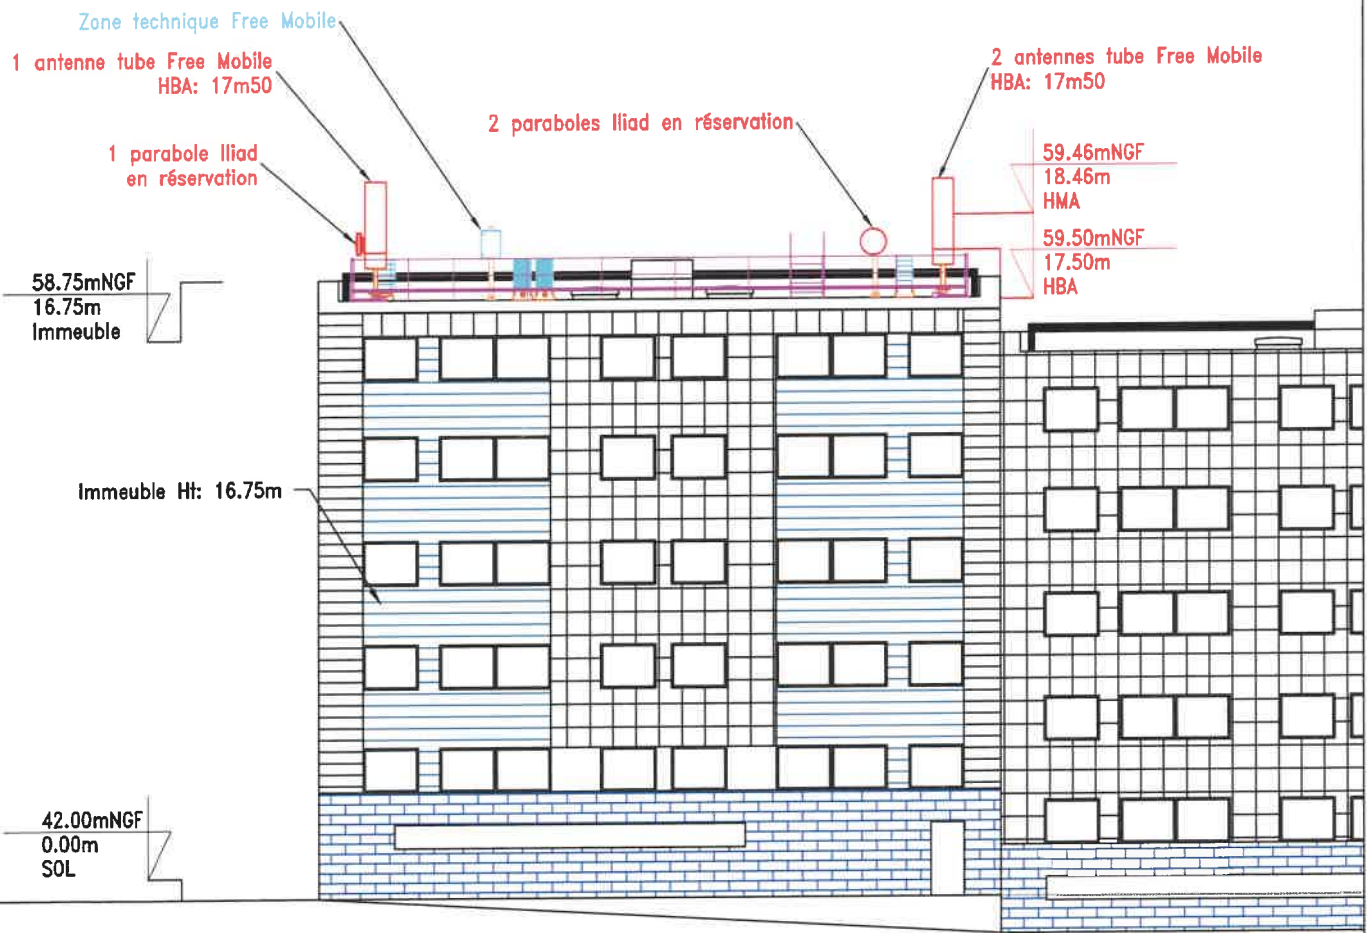 Zone technique Free Mobile
1 antenne tube Free Mobile
HBA: 17m50
2 antennes tube Free Mobile
HBA: 17m50
2 paraboles Iliad en réservation
1 parabole Iliad
en réservation
59.46mNGF
18.46m
HMA
59.50mNGF
17.50m
HBA
58.75mNGF
16.75m
Immeuble
Immeuble Ht: 16.75m
42.00mNGF
0.00m
SOL